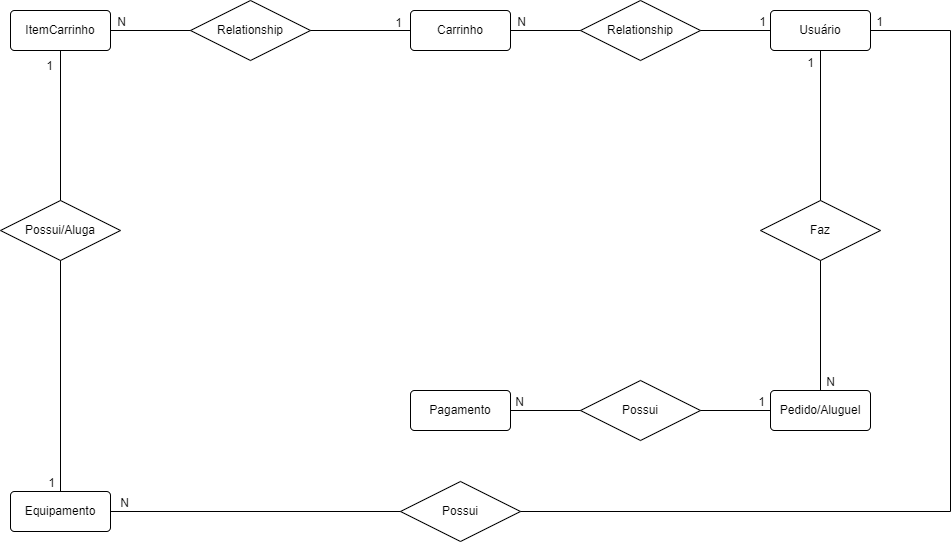 ItemCarrinho N Relationship 1 Carrinho N Relationship 1 Usuário 1
1 1
Possui/Aluga Faz
N
Pagamento N Possui 1 Pedido/Aluguel
1
Equipamento N Possui